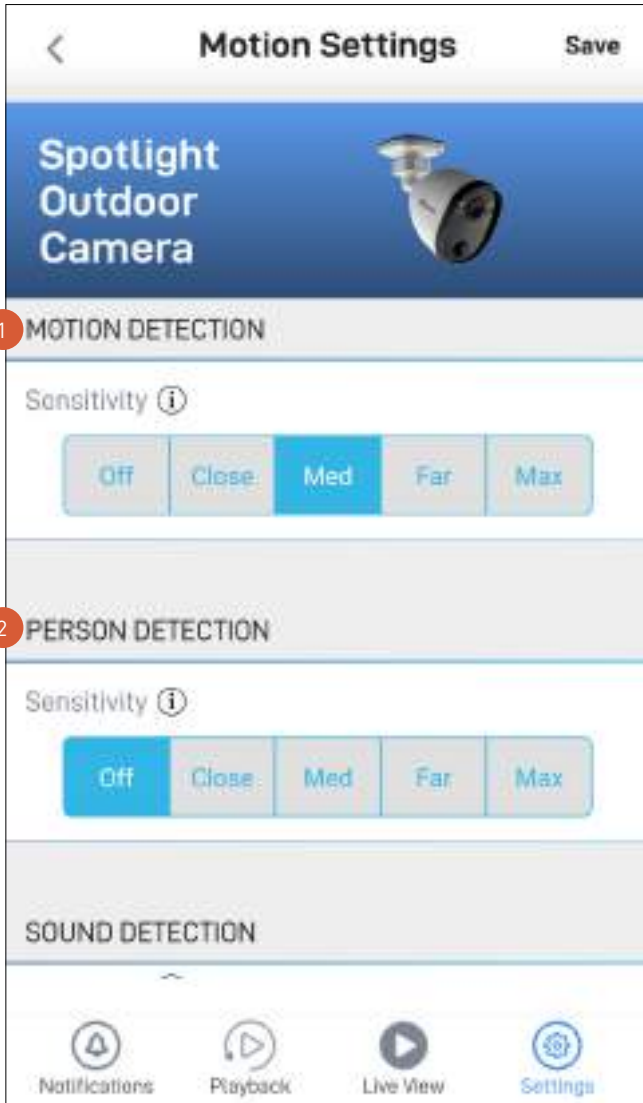 Motion Settings Save
Spotlight
Outdoor
Camera
1 MOTION DETECTION
Sensitivity i
Off Close Med Far Max
2 PERSON DETECTION
Sensitivity i
Off Close Med Far Max
SOUND DETECTION
Notifications Playback Live View Settings